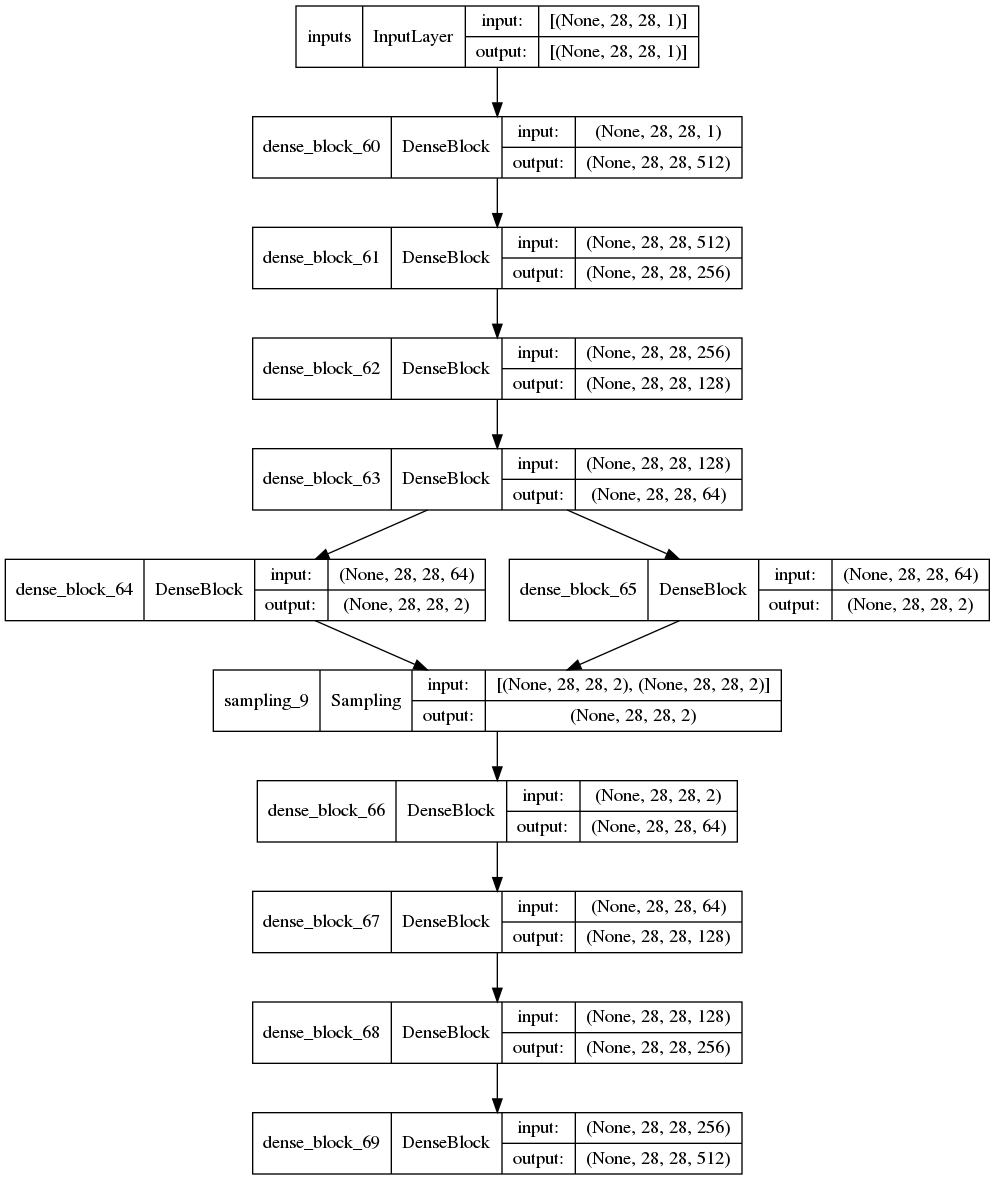 inputs InputLayer input: [(None, 28, 28, 1)]
output: [(None, 28, 28, 1)]
dense_block_60 DenseBlock input: (None, 28, 28, 1)
output: (None, 28, 28, 512)
dense_block_61 DenseBlock input: (None, 28, 28, 512)
output: (None, 28, 28, 256)
dense_block_62 DenseBlock input: (None, 28, 28, 256)
output: (None, 28, 28, 128)
dense_block_63 DenseBlock input: (None, 28, 28, 128)
output: (None, 28, 28, 64)
dense_block_64 DenseBlock input: (None, 28, 28, 64)
output: (None, 28, 28, 2)
dense_block_65 DenseBlock input: (None, 28, 28, 64)
output: (None, 28, 28, 2)
sampling_9 Sampling input: [(None, 28, 28, 2), (None, 28, 28, 2)]
output: (None, 28, 28, 2)
dense_block_66 DenseBlock input: (None, 28, 28, 2)
output: (None, 28, 28, 64)
dense_block_67 DenseBlock input: (None, 28, 28, 64)
output: (None, 28, 28, 128)
dense_block_68 DenseBlock input: (None, 28, 28, 128)
output: (None, 28, 28, 256)
dense_block_69 DenseBlock input: (None, 28, 28, 256)
output: (None, 28, 28, 512)